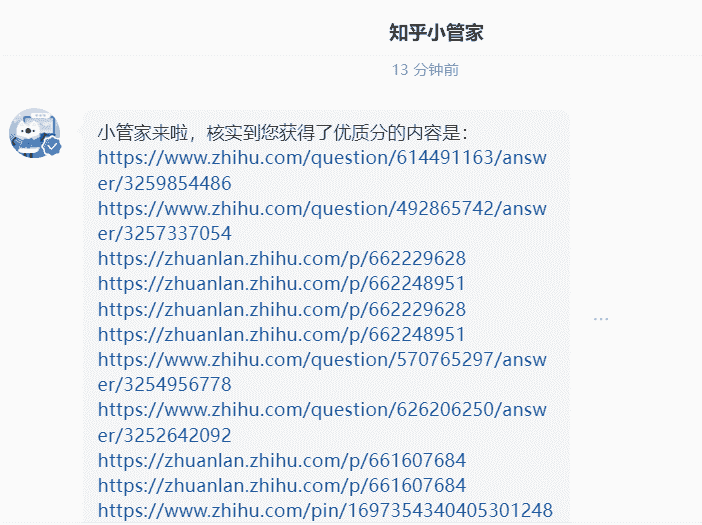 知乎小管家
13 分钟前
小管家来啦，核实到您获得了优质分的内容是：
https://www.zhihu.com/question/614491163/answ
er/3259854486
https://www.zhihu.com/question/492865742/answ
er/3257337054
https://zhuanlan.zhihu.com/p/662229628
https://zhuanlan.zhihu.com/p/662248951
https://zhuanlan.zhihu.com/p/662229628
https://zhuanlan.zhihu.com/p/662248951
https://www.zhihu.com/question/570765297/answ
er/3254956778
https://www.zhihu.com/question/626206250/answ
er/3252642092
https://zhuanlan.zhihu.com/p/661607684
https://zhuanlan.zhihu.com/p/661607684
https://www.zhihu.com/pin/1697354340405301248